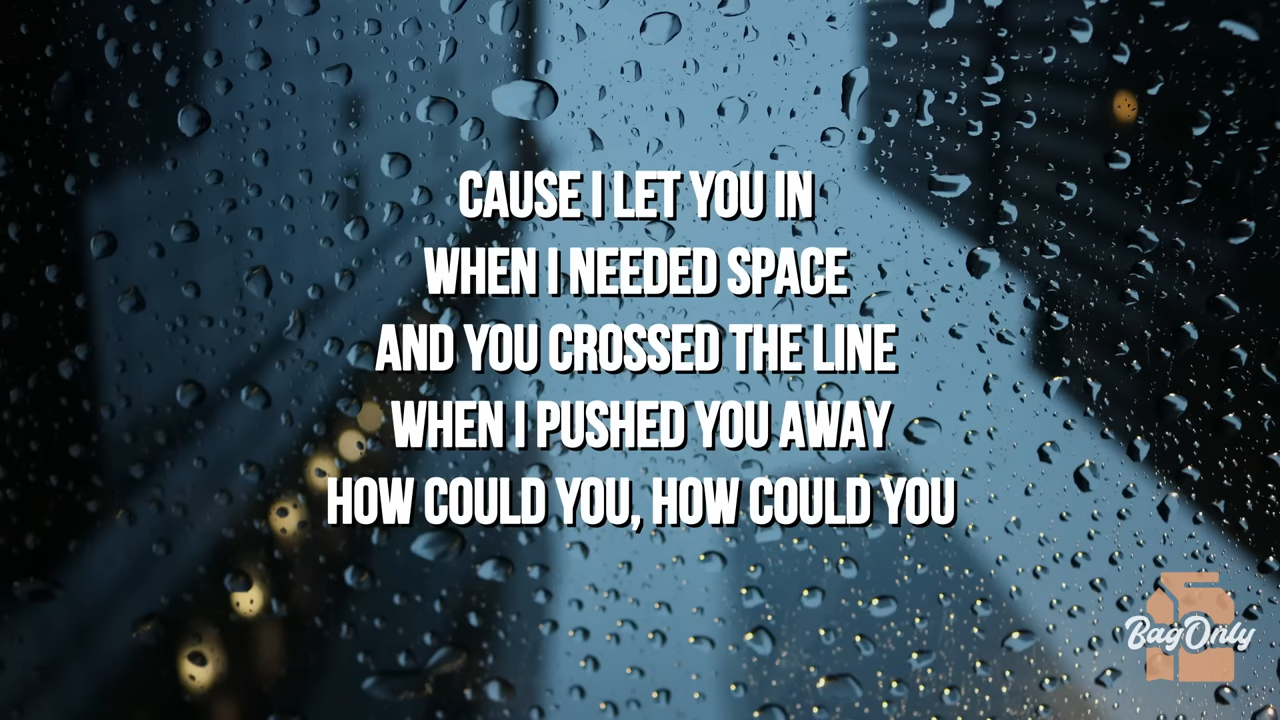 CAUSE I LET YOU IN
WHEN I NEEDED SPACE
AND YOU CROSSED THE LINE
WHEN I PUSHED YOU AWAY
HOW COULD YOU, HOW COULD YOU
BagOnly